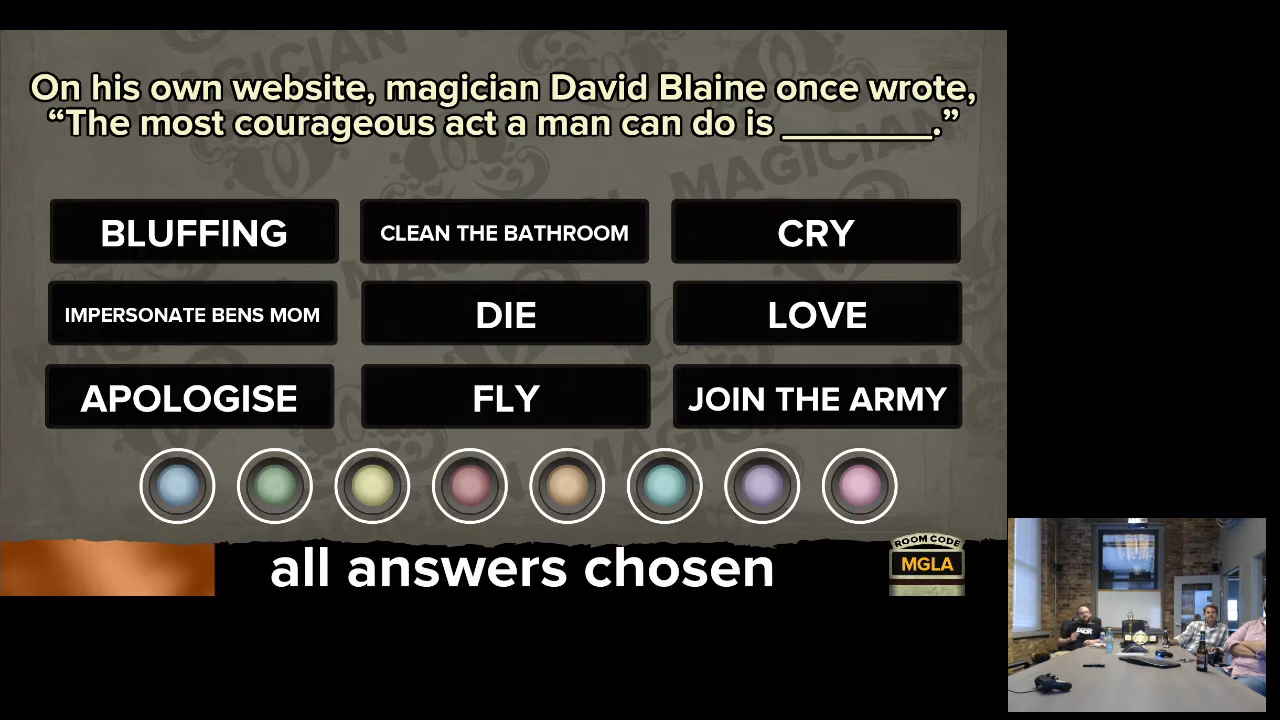 On his own website, magician David Blaine once wrote,
“The most courageous act a man can do is ________.”
BLUFFING
CLEAN THE BATHROOM
CRY
IMPERSONATE BENS MOM
DIE
LOVE
APOLOGISE
FLY
JOIN THE ARMY
all answers chosen
ROOM CODE
MGLA
MAGICIAN
MAGICIAN